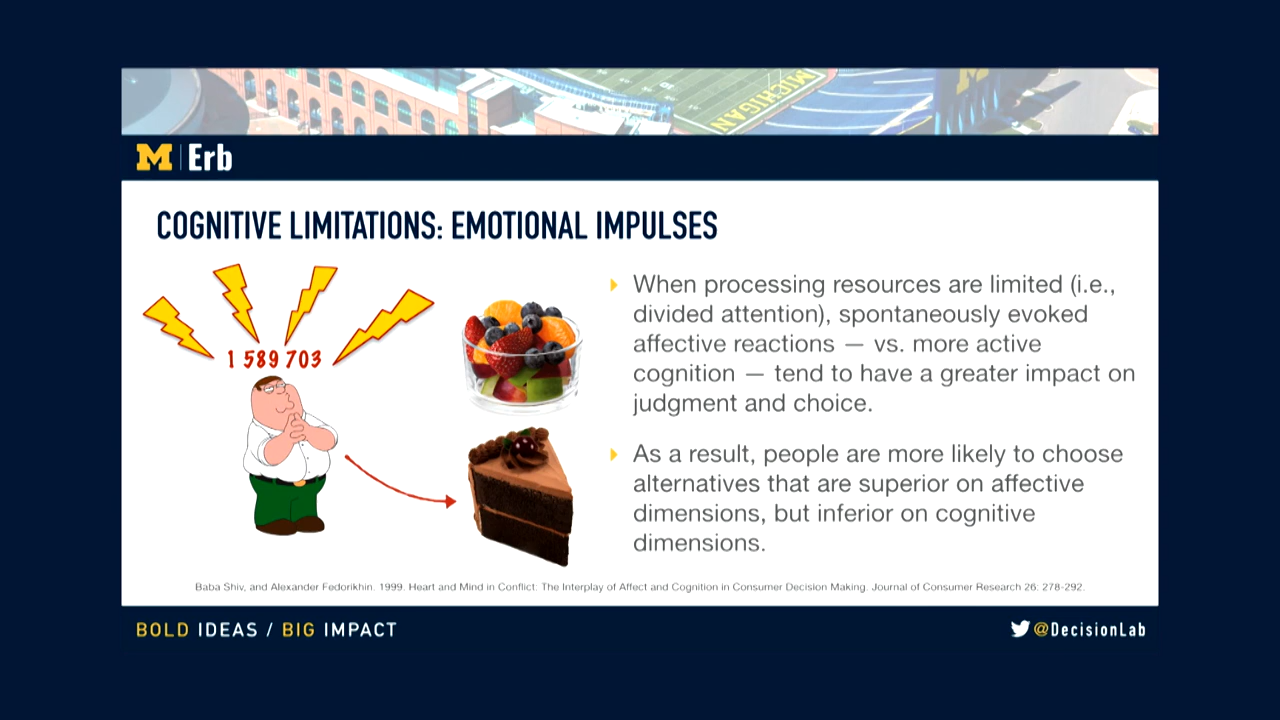 MICHIGAN
M
M Erb
COGNITIVE LIMITATIONS: EMOTIONAL IMPULSES
1 589 703
When processing resources are limited (i.e.,
divided attention), spontaneously evoked
affective reactions — vs. more active
cognition — tend to have a greater impact on
judgment and choice.
As a result, people are more likely to choose
alternatives that are superior on affective
dimensions, but inferior on cognitive
dimensions.
Baba Shiv, and Alexander Fedorikhin. 1999. Heart and Mind in Conflict: The Interplay of Affect and Cognition in Consumer Decision Making. Journal of Consumer Research 26: 278-292.
BOLD IDEAS / BIG IMPACT
@DecisionLab